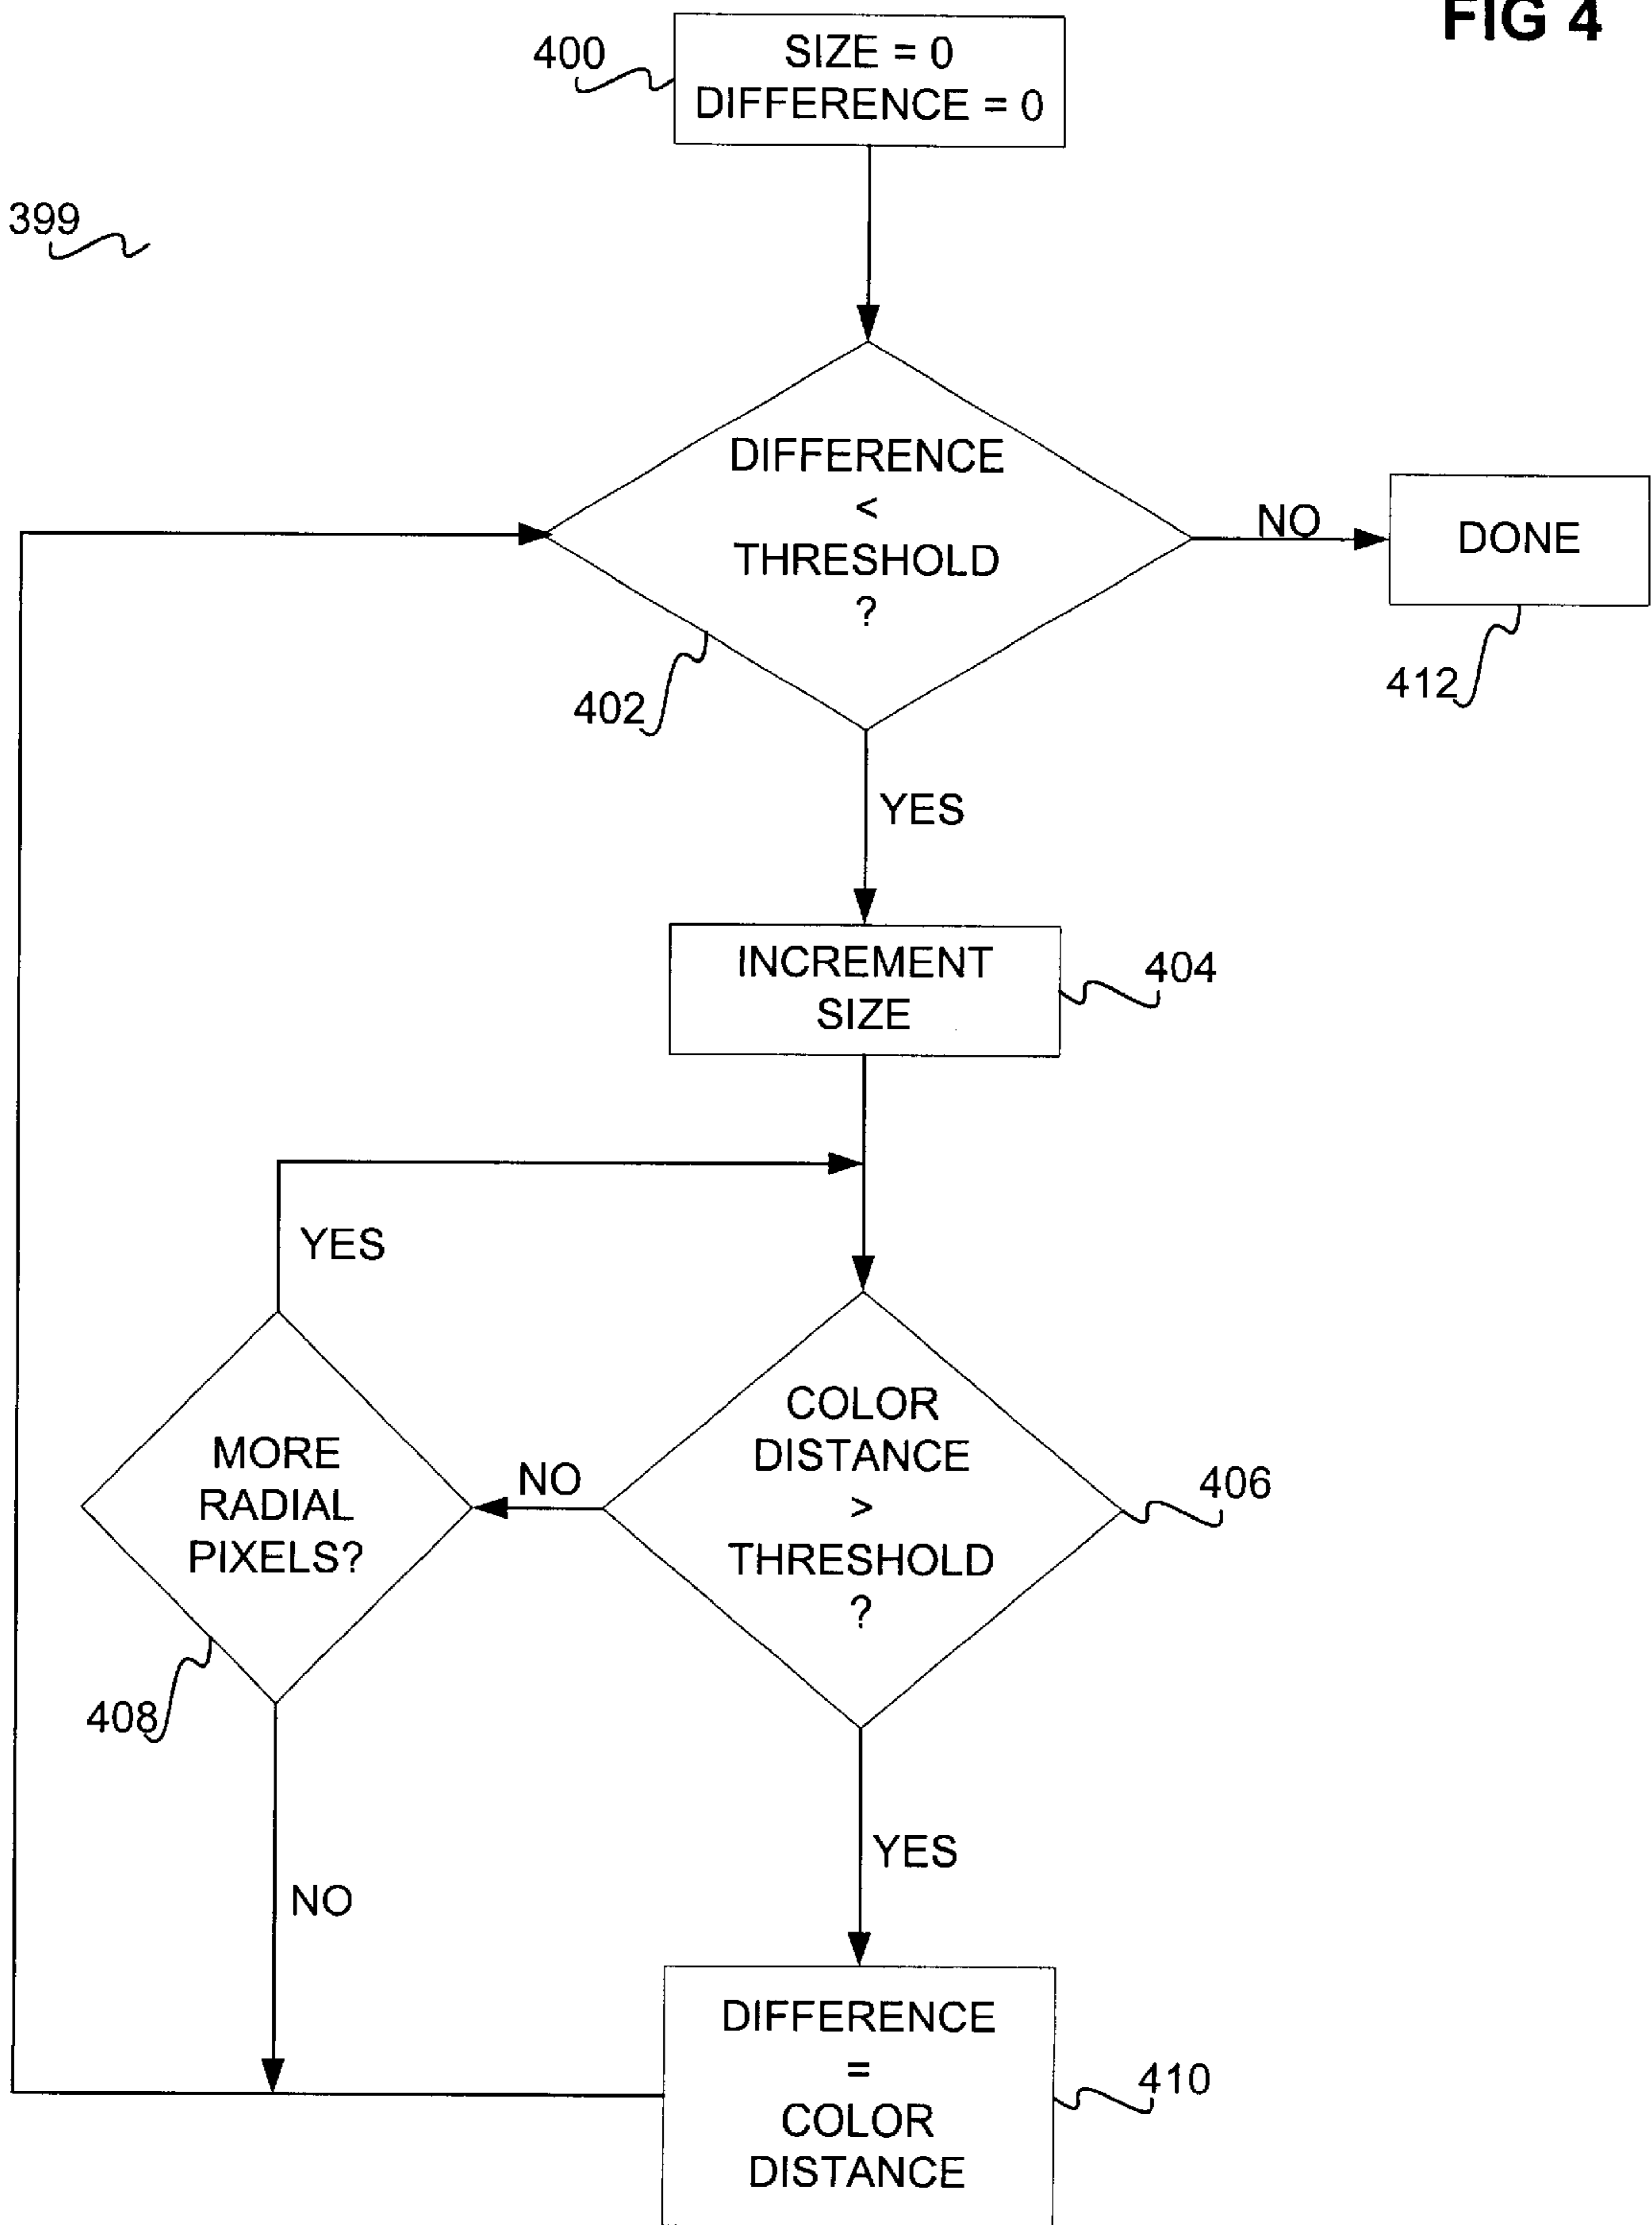 FIG 4
400
SIZE = 0
DIFFERENCE = 0
399
DIFFERENCE
<
THRESHOLD
?
NO
DONE
402
412
YES
INCREMENT
SIZE
404
YES
COLOR
DISTANCE
>
THRESHOLD
?
MORE
RADIAL
PIXELS?
NO
406
408
YES
NO
DIFFERENCE
=
COLOR
DISTANCE
410